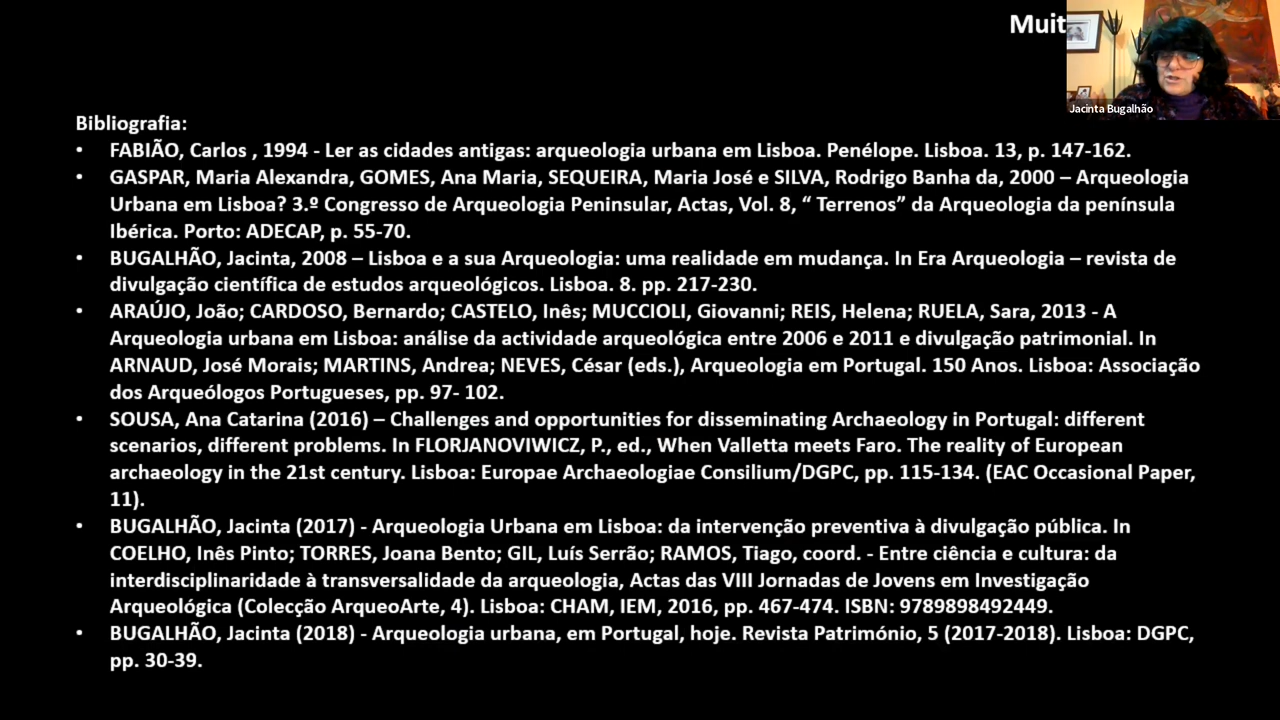 Muit
Jacinta Bugalhão
Bibliografia:
• FABIÃO, Carlos , 1994 - Ler as cidades antigas: arqueologia urbana em Lisboa. Penélope. Lisboa. 13, p. 147-162.
• GASPAR, Maria Alexandra, GOMES, Ana Maria, SEQUEIRA, Maria José e SILVA, Rodrigo Banha da, 2000 – Arqueologia
Urbana em Lisboa? 3.º Congresso de Arqueologia Peninsular, Actas, Vol. 8, “ Terrenos” da Arqueologia da península
Ibérica. Porto: ADECAP, p. 55-70.
• BUGALHÃO, Jacinta, 2008 – Lisboa e a sua Arqueologia: uma realidade em mudança. In Era Arqueologia – revista de
divulgação científica de estudos arqueológicos. Lisboa. 8. pp. 217-230.
• ARAÚJO, João; CARDOSO, Bernardo; CASTELO, Inês; MUCCIOLI, Giovanni; REIS, Helena; RUELA, Sara, 2013 - A
Arqueologia urbana em Lisboa: análise da actividade arqueológica entre 2006 e 2011 e divulgação patrimonial. In
ARNAUD, José Morais; MARTINS, Andrea; NEVES, César (eds.), Arqueologia em Portugal. 150 Anos. Lisboa: Associação
dos Arqueólogos Portugueses, pp. 97- 102.
• SOUSA, Ana Catarina (2016) – Challenges and opportunities for disseminating Archaeology in Portugal: different
scenarios, different problems. In FLORJANOVIWICZ, P., ed., When Valletta meets Faro. The reality of European
archaeology in the 21st century. Lisboa: Europae Archaeologiae Consilium/DGPC, pp. 115-134. (EAC Occasional Paper,
11).
• BUGALHÃO, Jacinta (2017) - Arqueologia Urbana em Lisboa: da intervenção preventiva à divulgação pública. In
COELHO, Inês Pinto; TORRES, Joana Bento; GIL, Luís Serrão; RAMOS, Tiago, coord. - Entre ciência e cultura: da
interdisciplinaridade à transversalidade da arqueologia, Actas das VIII Jornadas de Jovens em Investigação
Arqueológica (Colecção ArqueoArte, 4). Lisboa: CHAM, IEM, 2016, pp. 467-474. ISBN: 9789898492449.
• BUGALHÃO, Jacinta (2018) - Arqueologia urbana, em Portugal, hoje. Revista Património, 5 (2017-2018). Lisboa: DGPC,
pp. 30-39.